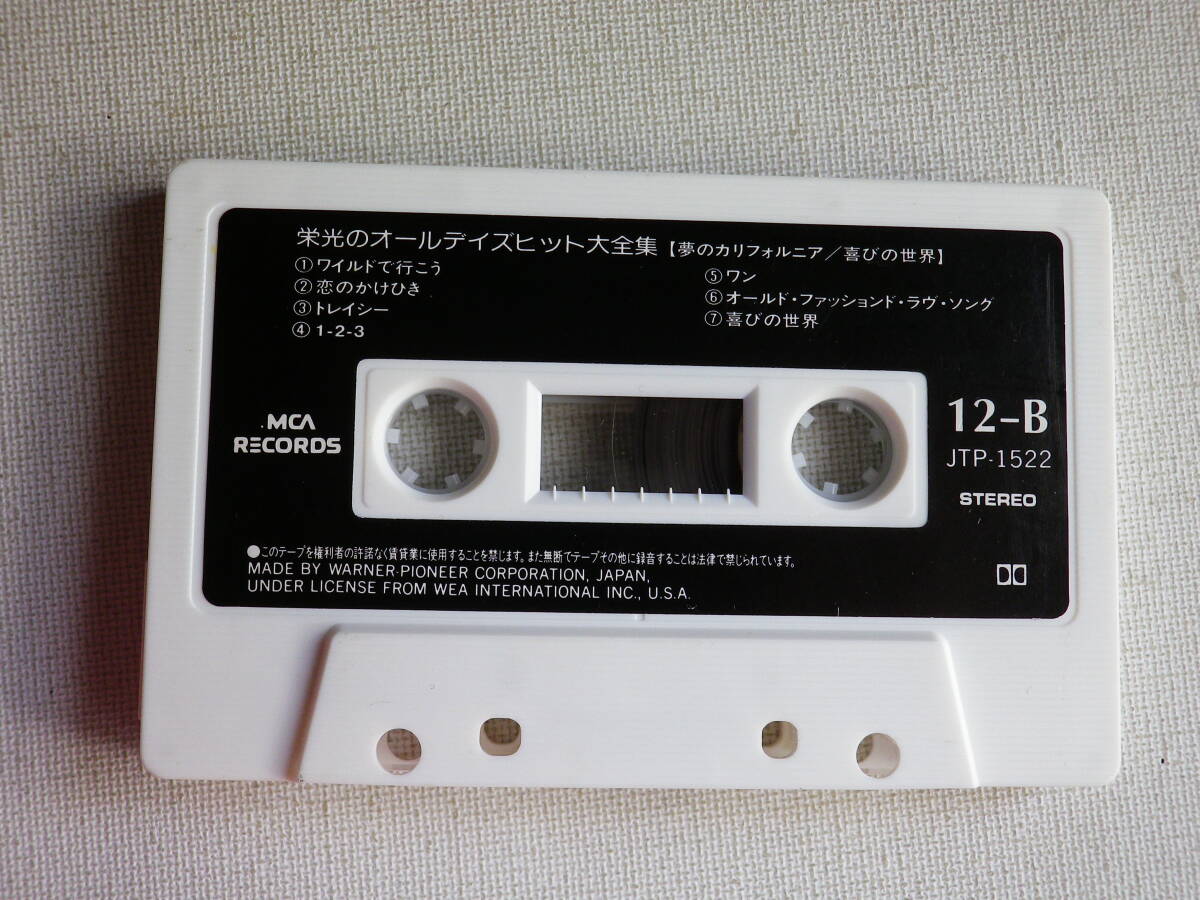 栄光のオールデイズヒット大全集【夢のカリフォルニア／喜びの世界】
①ワイルドで行こう
②恋のかけひき
③トレイシー
④1-2-3
⑤ワン
⑥オールド・ファッションド・ラヴ・ソング
⑦喜びの世界
MCA
RECORDS
12-B
JTP-1522
STEREO
●このテープを権利者の許諾なく賃貸業に使用することを禁じます。また無断でテープその他に録音することは法律で禁じられています。
MADE BY WARNER-PIONEER CORPORATION, JAPAN,
UNDER LICENSE FROM WEA INTERNATIONAL INC., U.S.A.